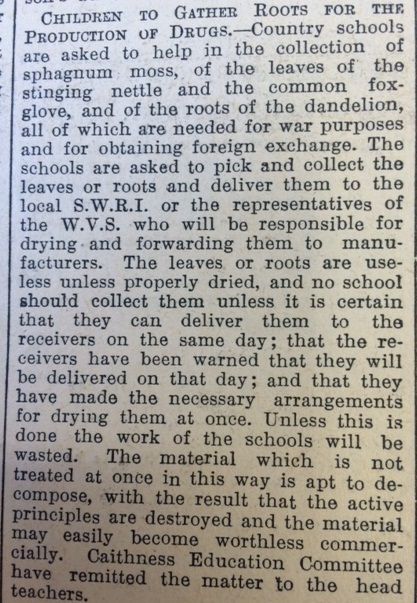 CHILDREN TO GATHER ROOTS FOR THE
PRODUCTION OF DRUGS.—Country schools
are asked to help in the collection of
sphagnum moss, of the leaves of the
stinging nettle and the common fox-
glove, and of the roots of the dandelion,
all of which are needed for war purposes
and for obtaining foreign exchange. The
schools are asked to pick and collect the
leaves or roots and deliver them to the
local S.W.R.I. or the representatives of
the W.V.S. who will be responsible for
drying and forwarding them to manu-
facturers. The leaves or roots are use-
less unless properly dried, and no school
should collect them unless it is certain
that they can deliver them to the
receivers on the same day; that the re-
ceivers have been warned that they will
be delivered on that day; and that they
have made the necessary arrangements
for drying them at once. Unless this is
done the work of the schools will be
wasted. The material which is not
treated at once in this way is apt to de-
compose, with the result that the active
principles are destroyed and the material
may easily become worthless commer-
cially. Caithness Education Committee
have remitted the matter to the head
teachers.